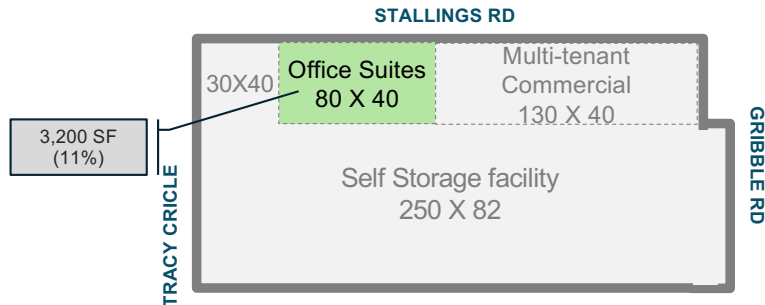 STALLINGS RD
30X40
Office Suites
80 X 40
Multi-tenant
Commercial
130 X 40
3,200 SF
(11%)
TRACY CRICLE
GRIBBLE RD
Self Storage facility
250 X 82